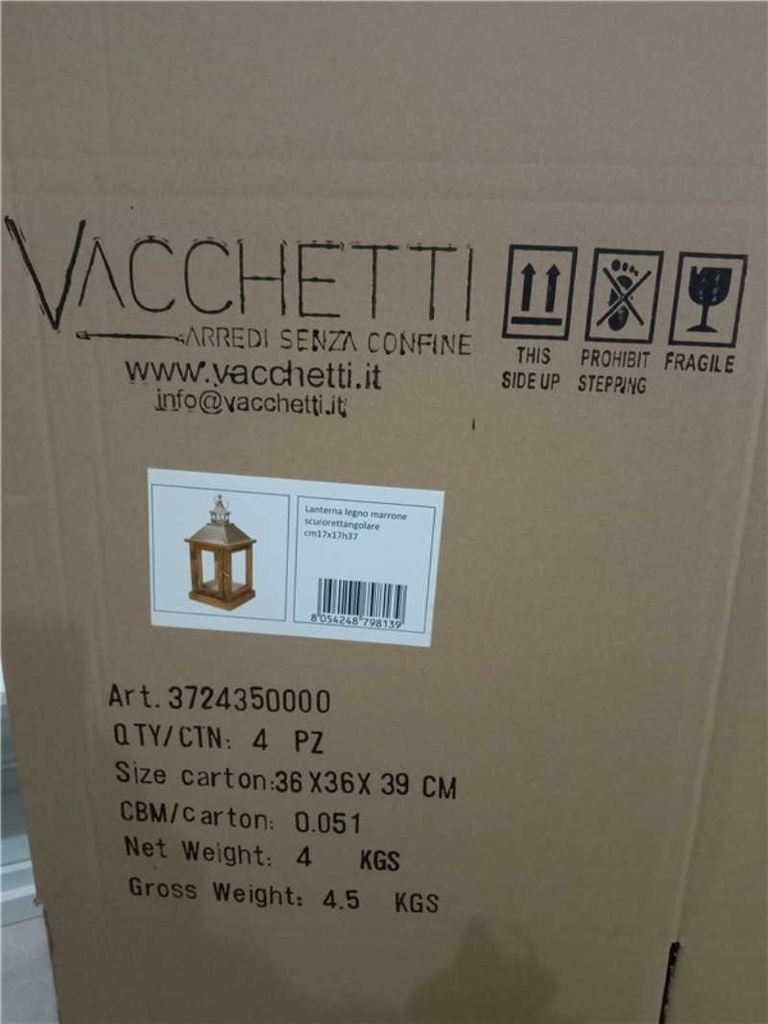 VACCHETTI
ARREDI SENZA CONFINE
www.vacchetti.it
info@vacchetti.it
THIS SIDE UP
PROHIBIT STEPPING
FRAGILE
Lanterna legno marrone
scurorettangolare
cm17x17h37
8 054248 798139
Art. 3724350000
QTY/CTN: 4 PZ
Size carton:36X36X 39 CM
CBM/carton: 0.051
Net Weight: 4 KGS
Gross Weight: 4.5 KGS